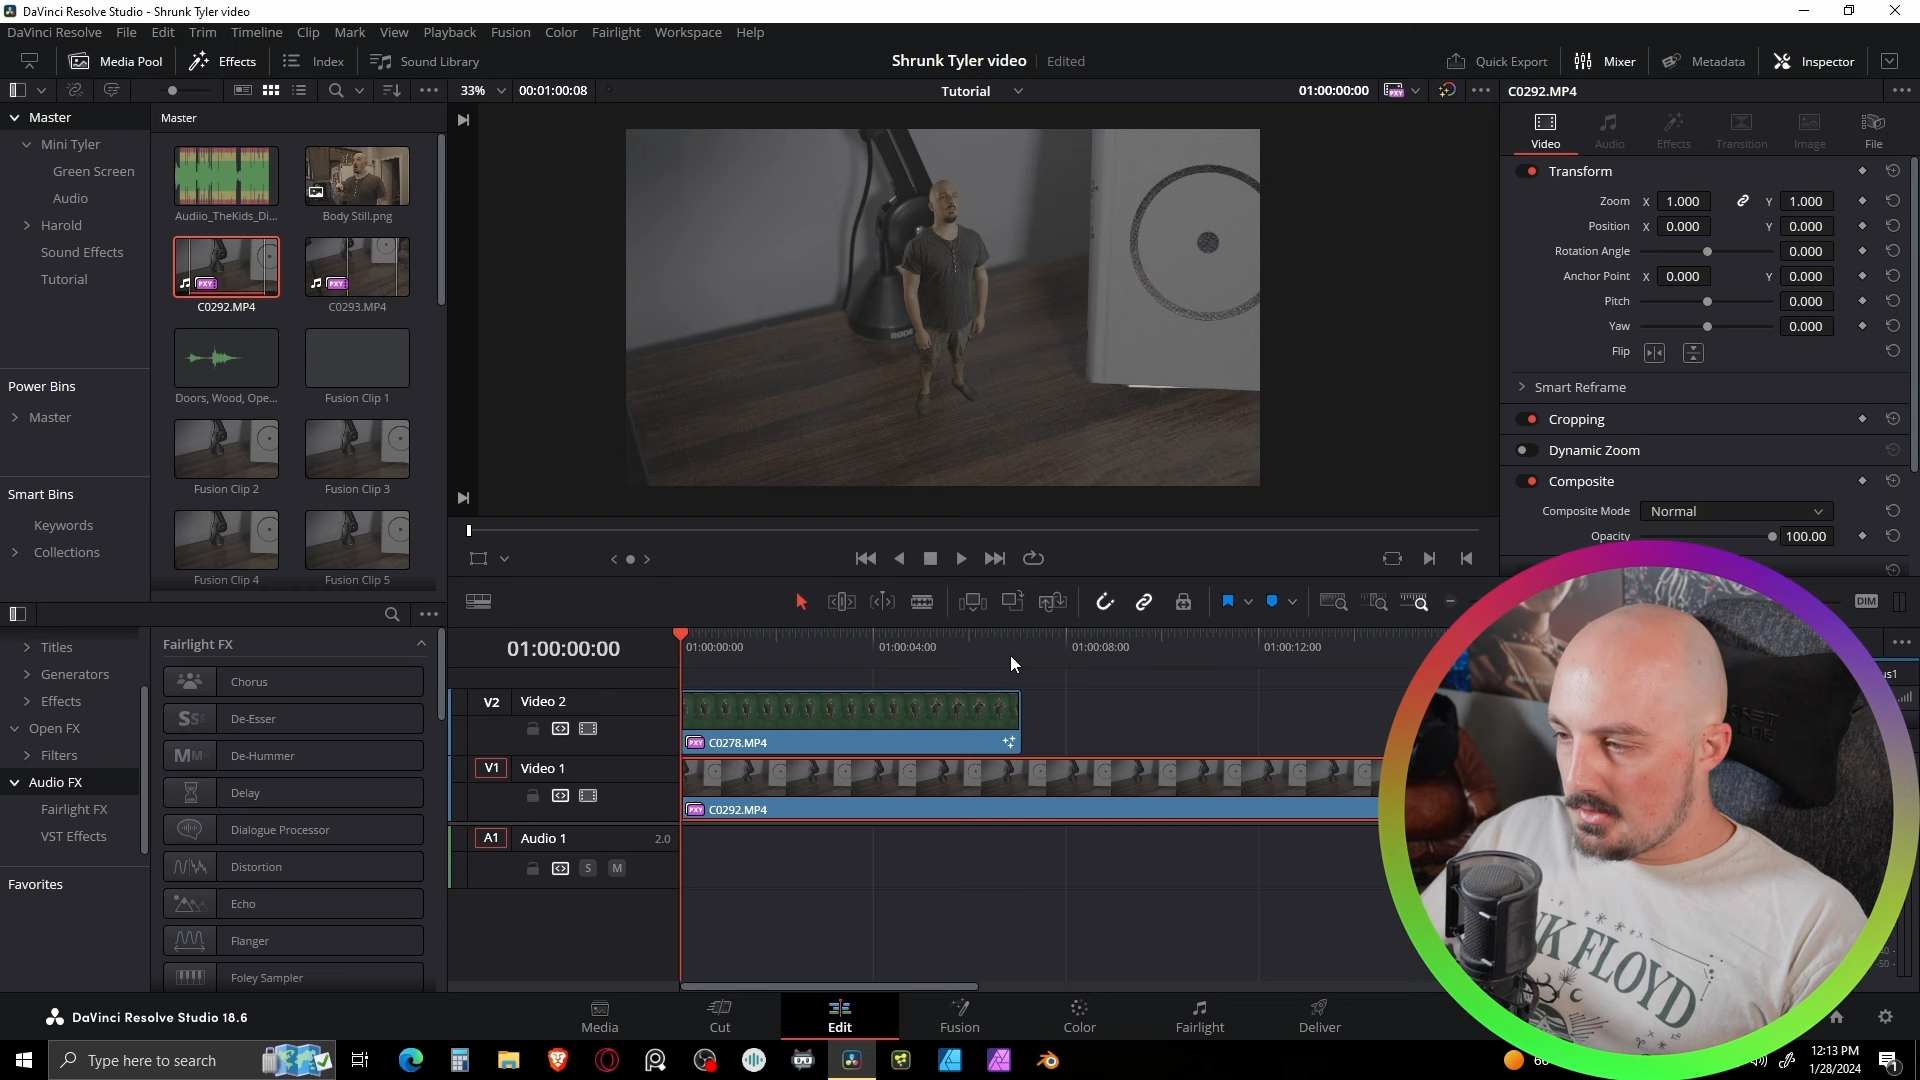 DaVinci Resolve Studio - Shrunk Tyler video
DaVinci Resolve File Edit Trim Timeline Clip Mark View Playback Fusion Color Fairlight Workspace Help
Media Pool Effects Index Sound Library Shrunk Tyler video Edited Quick Export Mixer Metadata Inspector
33% 00:01:00:08 Tutorial 01:00:00:00 PXY C0292.MP4
Master
Mini Tyler
Green Screen
Audio
Harold
Sound Effects
Tutorial
Power Bins
Master
Smart Bins
Keywords
Collections
Master
Audiio_TheKids_Di... Body Still.png
PXY PXY
C0292.MP4 C0293.MP4
Doors, Wood, Ope... Fusion Clip 1
Fusion Clip 2 Fusion Clip 3
Fusion Clip 4 Fusion Clip 5
RODE
Video Audio Effects Transition Image File
Transform
Zoom X 1.000 Y 1.000
Position X 0.000 Y 0.000
Rotation Angle 0.000
Anchor Point X 0.000 Y 0.000
Pitch 0.000
Yaw 0.000
Flip
Smart Reframe
Cropping
Dynamic Zoom
Composite
Composite Mode Normal
Opacity 100.00
DIM
Titles
Generators
Effects
Open FX
Filters
Audio FX
Fairlight FX
VST Effects
Favorites
Fairlight FX
Chorus
De-Esser
De-Hummer
Delay
Dialogue Processor
Distortion
Echo
Flanger
Foley Sampler
01:00:00:00 01:00:00:00 01:00:04:00 01:00:08:00 01:00:12:00
V2 Video 2
PXY C0278.MP4
V1 Video 1
PXY C0292.MP4
A1 Audio 1 2.0
S M
us1
-50
FLOYD
DaVinci Resolve Studio 18.6
Media Cut Edit Fusion Color Fairlight Deliver
Type here to search
12:13 PM
1/28/2024
1